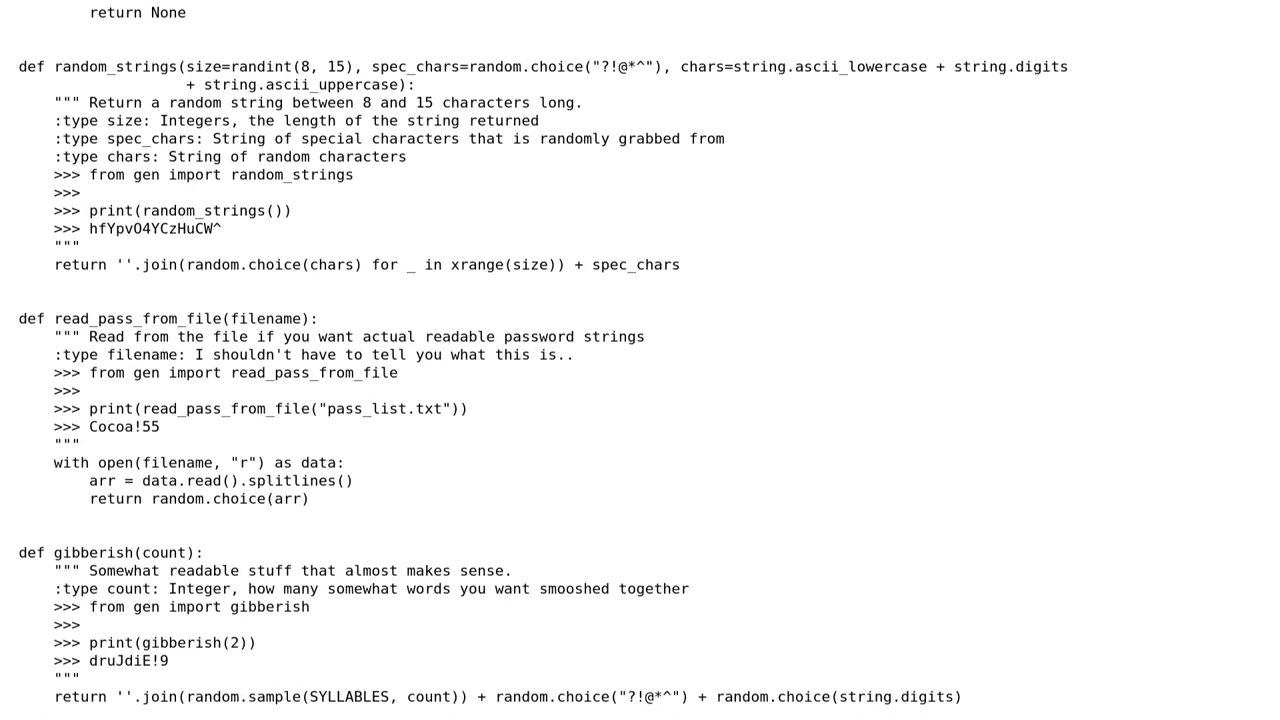 return None
def random_strings(size=randint(8, 15), spec_chars=random.choice("?!@*^"), chars=string.ascii_lowercase + string.digits
                   + string.ascii_uppercase):
    """ Return a random string between 8 and 15 characters long.
    :type size: Integers, the length of the string returned
    :type spec_chars: String of special characters that is randomly grabbed from
    :type chars: String of random characters
    >>> from gen import random_strings
    >>>
    >>> print(random_strings())
    >>> hfYpvO4YCzHuCW^
    """
    return ''.join(random.choice(chars) for _ in xrange(size)) + spec_chars
def read_pass_from_file(filename):
    """ Read from the file if you want actual readable password strings
    :type filename: I shouldn't have to tell you what this is..
    >>> from gen import read_pass_from_file
    >>>
    >>> print(read_pass_from_file("pass_list.txt"))
    >>> Cocoa!55
    """
    with open(filename, "r") as data:
        arr = data.read().splitlines()
        return random.choice(arr)
def gibberish(count):
    """ Somewhat readable stuff that almost makes sense.
    :type count: Integer, how many somewhat words you want smooshed together
    >>> from gen import gibberish
    >>>
    >>> print(gibberish(2))
    >>> druJdiE!9
    """
    return ''.join(random.sample(SYLLABLES, count)) + random.choice("?!@*^") + random.choice(string.digits)